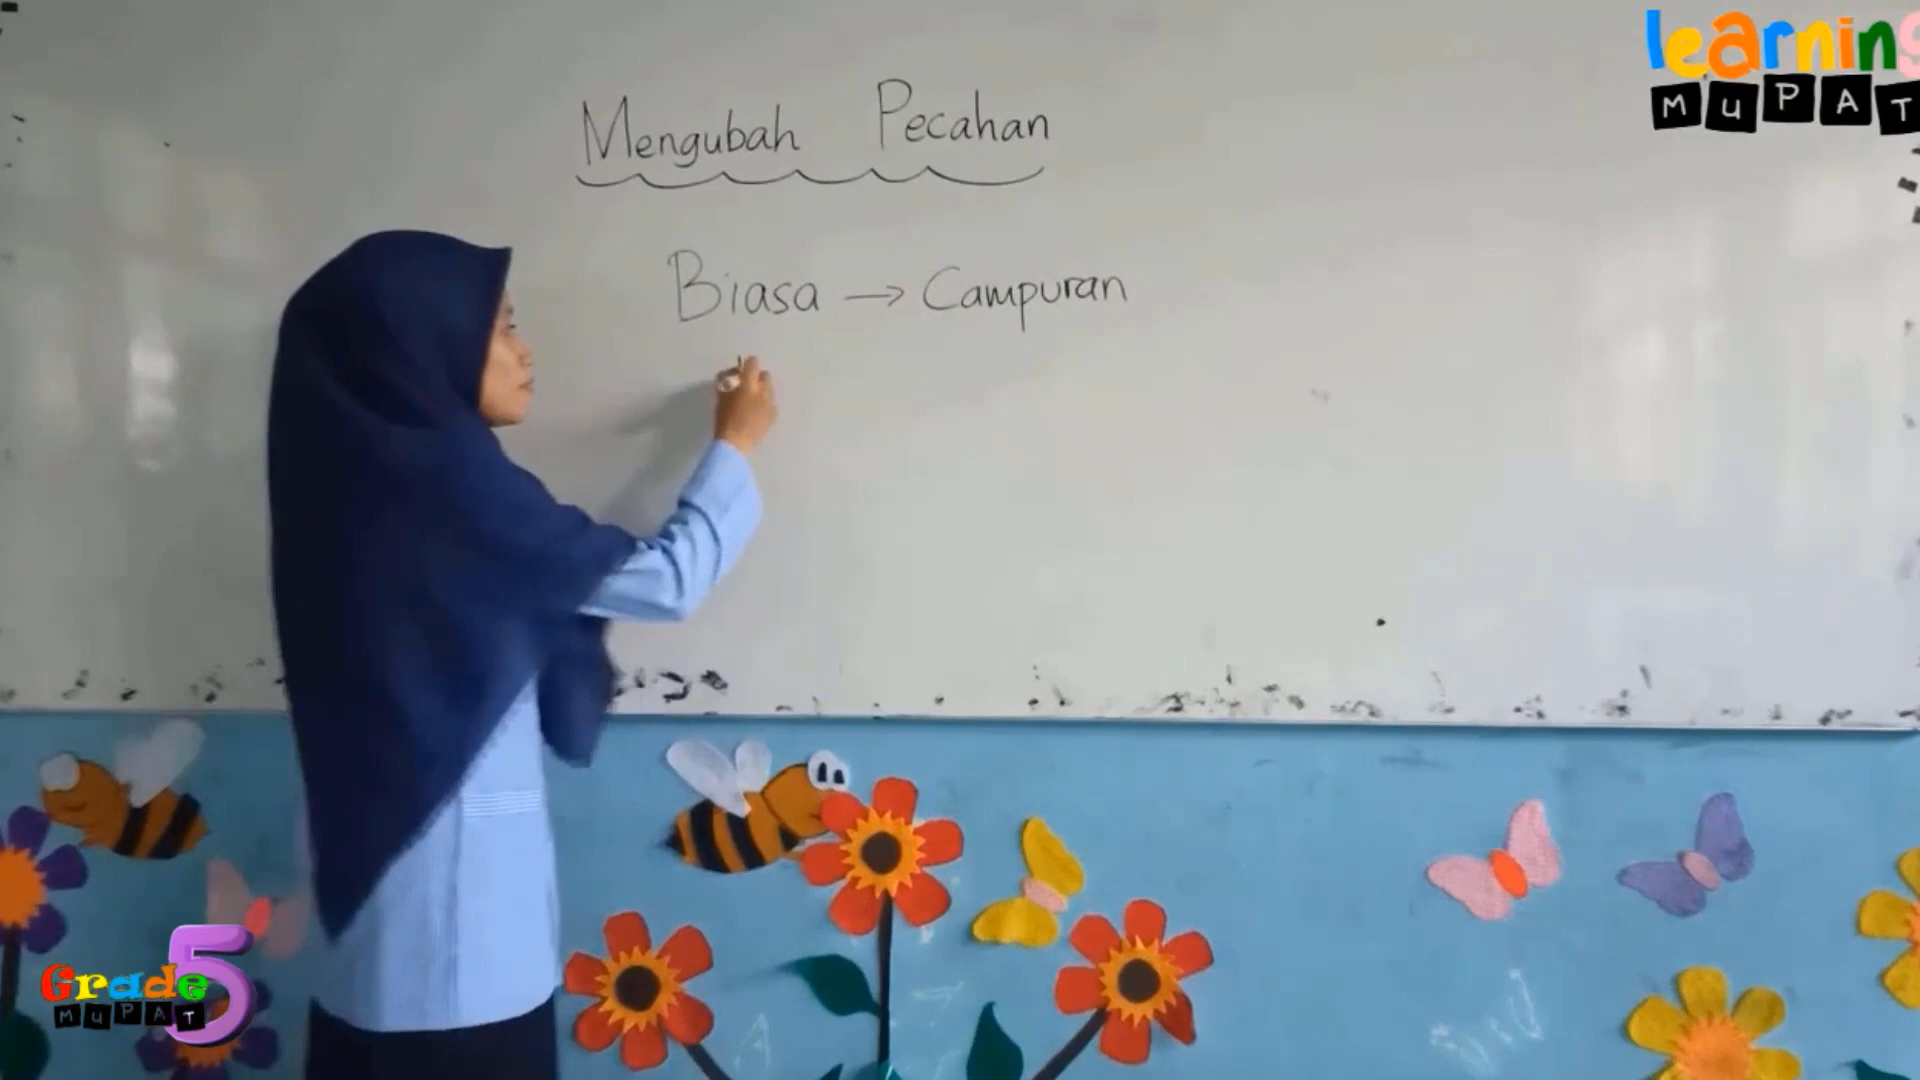 learning
MUPAT
Mengubah Pecahan
Biasa → Campuran
Grade 5
MUPAT